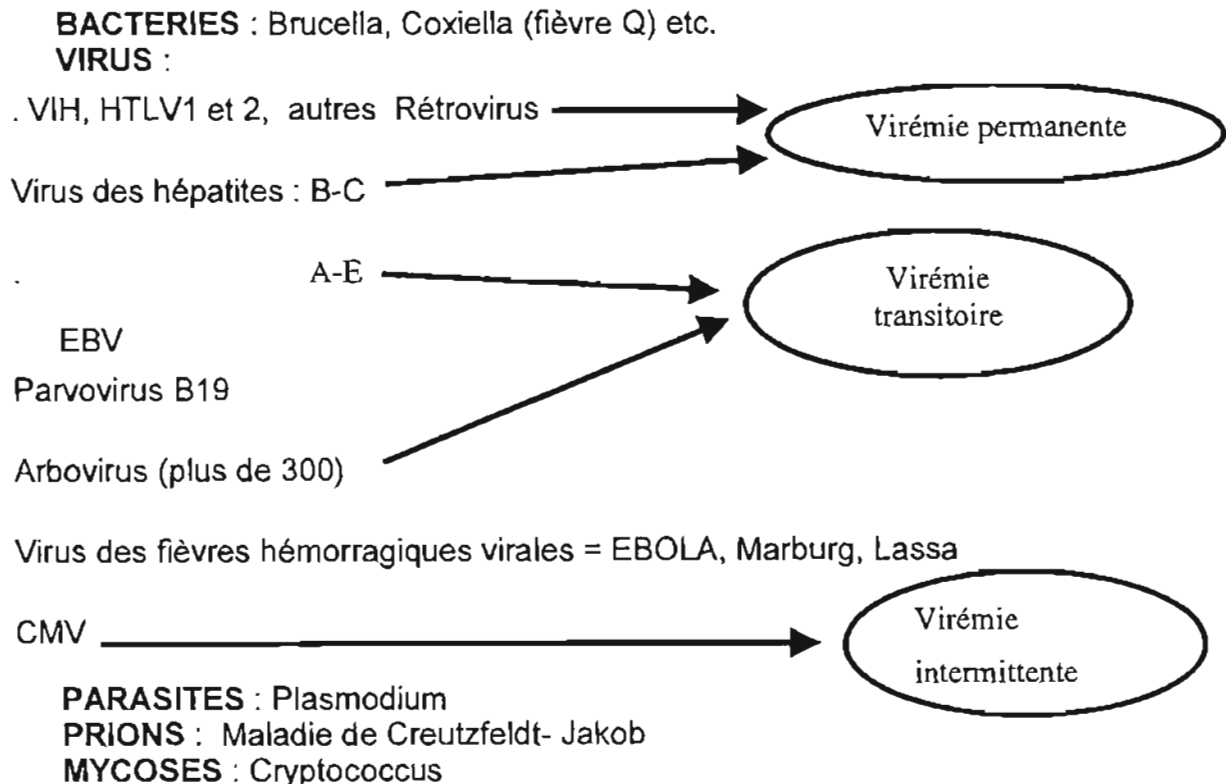 BACTERIES : Brucella, Coxiella (fièvre Q) etc.
VIRUS :
. VIH, HTLV1 et 2, autres Rétrovirus
Virémie permanente
Virus des hépatites : B-C
. A-E
Virémie
transitoire
EBV
Parvovirus B19
Arbovirus (plus de 300)
Virus des fièvres hémorragiques virales = EBOLA, Marburg, Lassa
CMV
Virémie
intermittente
PARASITES : Plasmodium
PRIONS : Maladie de Creutzfeldt- Jakob
MYCOSES : Cryptococcus